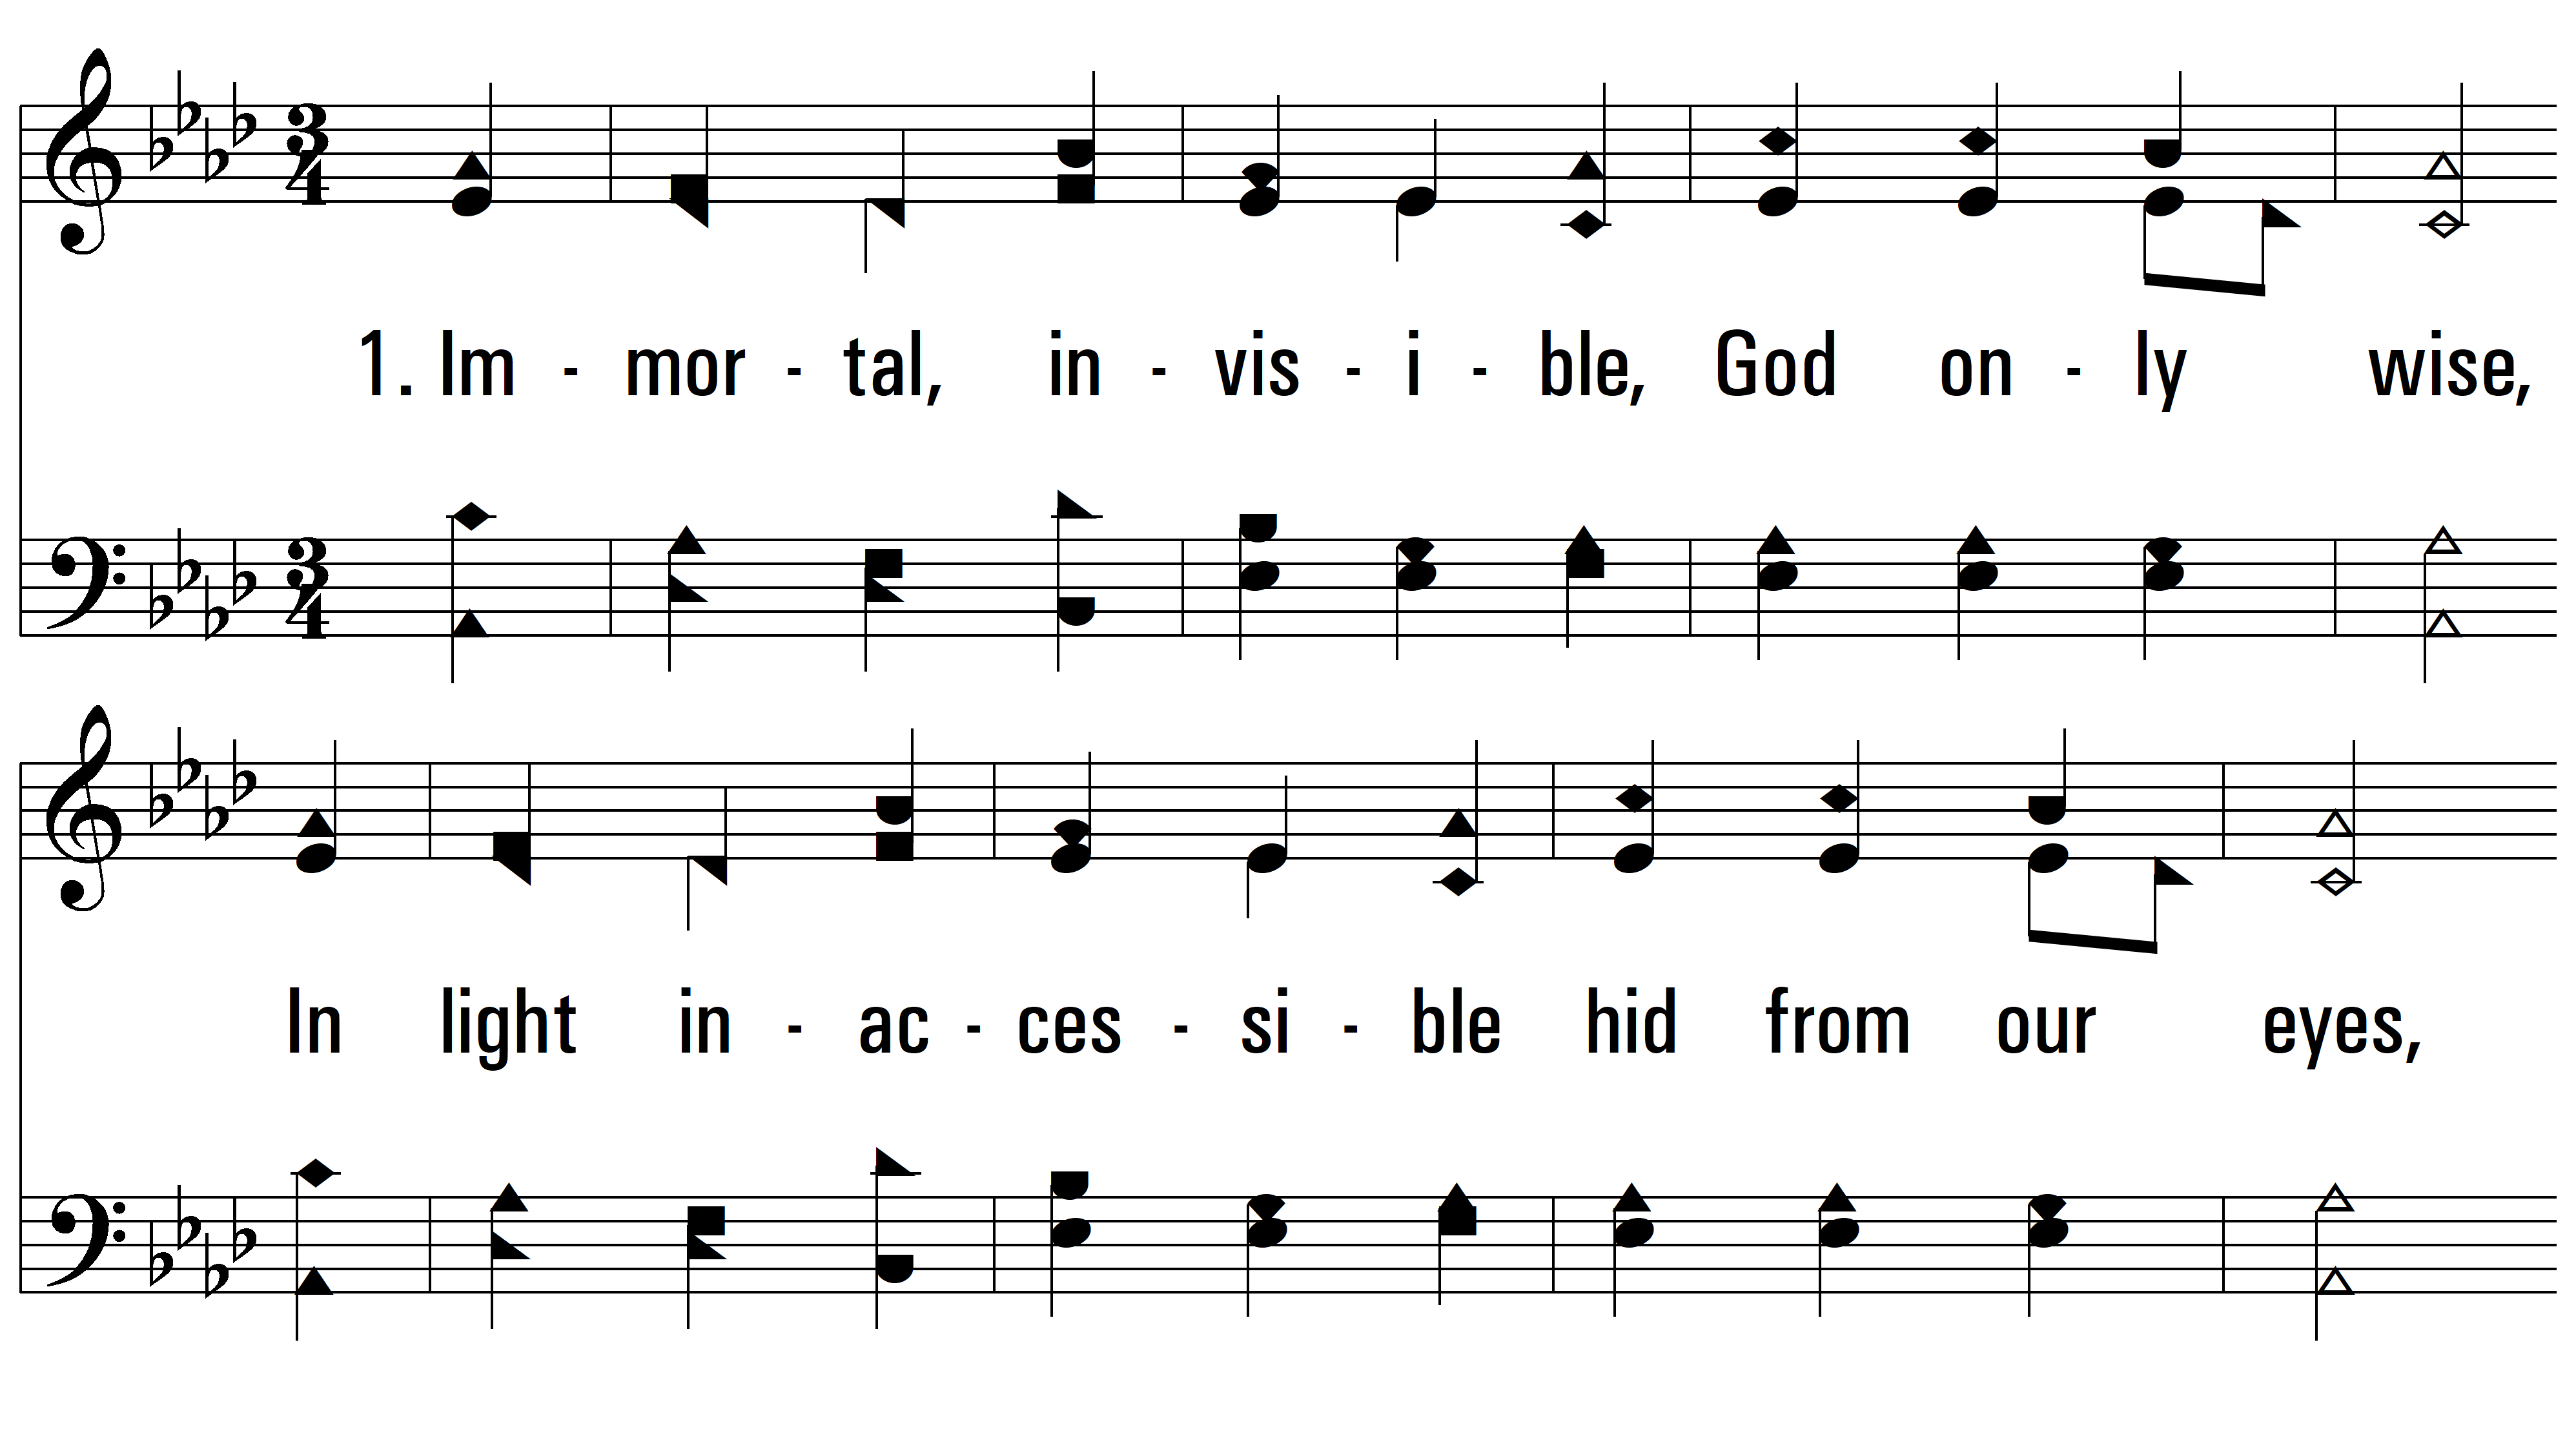 1. Im - mor - tal, in - vis - i - ble, God on - ly wise,
In light in - ac - ces - si - ble hid from our eyes,